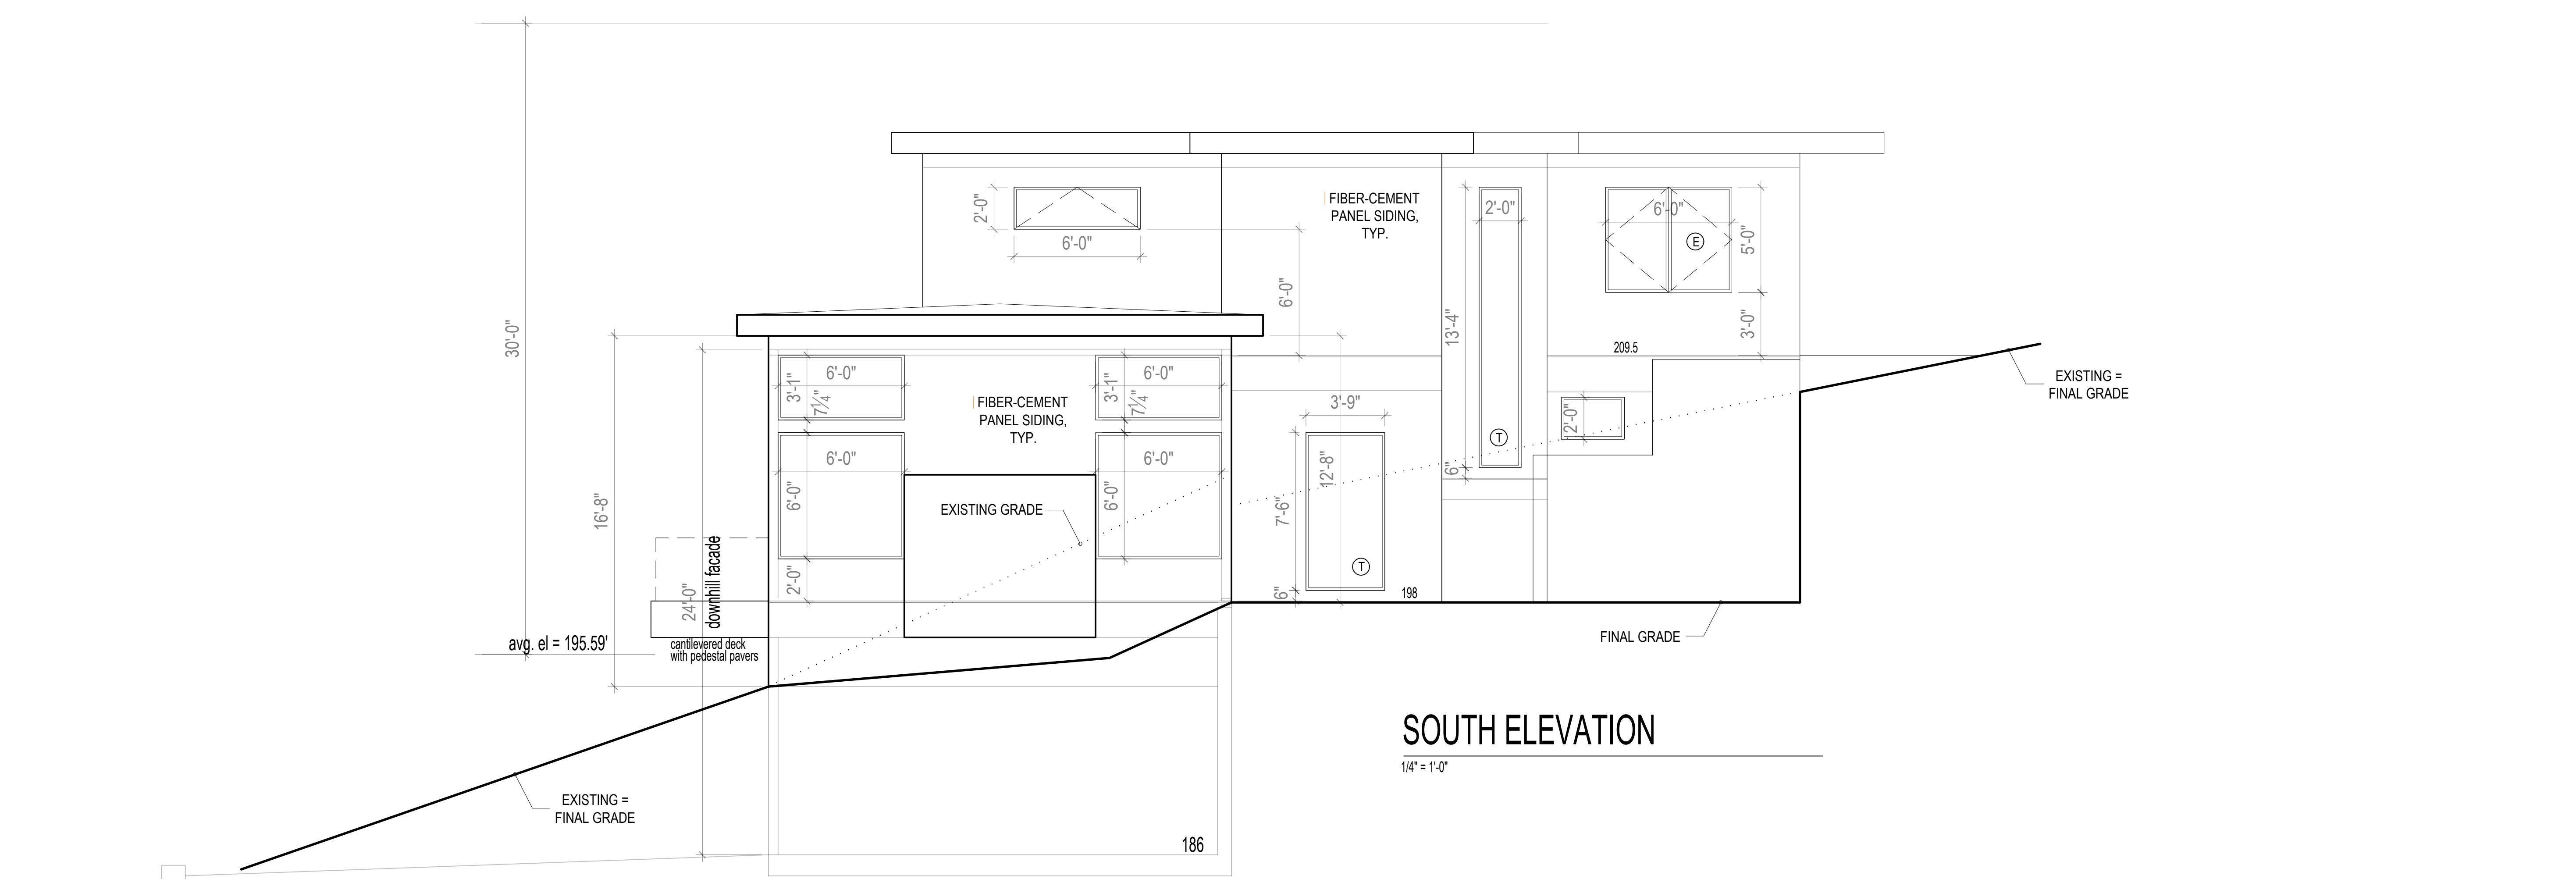 2'-0"
6'-0"
FIBER-CEMENT
PANEL SIDING,
TYP.
2'-0"
6'-0"
E
5'-0"
6'-0"
30'-0"
13'-4"
3'-0"
209.5
3'-1"
6'-0"
7 1/4"
FIBER-CEMENT
PANEL SIDING,
TYP.
3'-1"
6'-0"
7 1/4"
3'-9"
2'-0"
EXISTING =
FINAL GRADE
T
6'-0"
6'-0"
12'-8"
6"
16'-8"
6'-0"
EXISTING GRADE
6'-0"
7'-6"
T
2'-0"
6"
198
24'-0"
downhill facade
avg. el = 195.59'
cantilevered deck
with pedestal pavers
FINAL GRADE
SOUTH ELEVATION
1/4" = 1'-0"
EXISTING =
FINAL GRADE
186